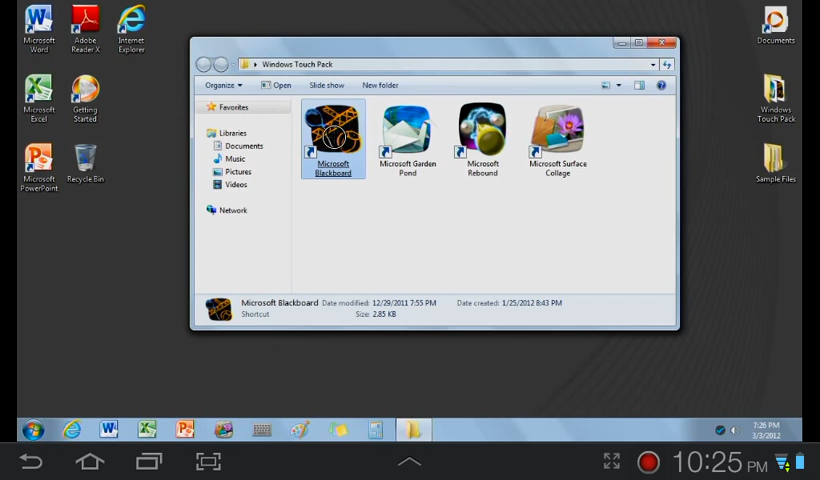 Microsoft Word
Adobe Reader X
Internet Explorer
Documents
Microsoft Excel
Getting Started
Windows Touch Pack
Microsoft PowerPoint
Recycle Bin
Sample Files
Windows Touch Pack
Organize
Open
Slide show
New folder
Favorites
Libraries
Documents
Music
Pictures
Videos
Network
Microsoft Blackboard
Microsoft Garden Pond
Microsoft Rebound
Microsoft Surface Collage
Microsoft Blackboard Date modified: 12/29/2011 7:55 PM Date created: 1/25/2012 8:43 PM
Shortcut Size: 2.85 KB
7:26 PM
3/3/2012
10:25 PM